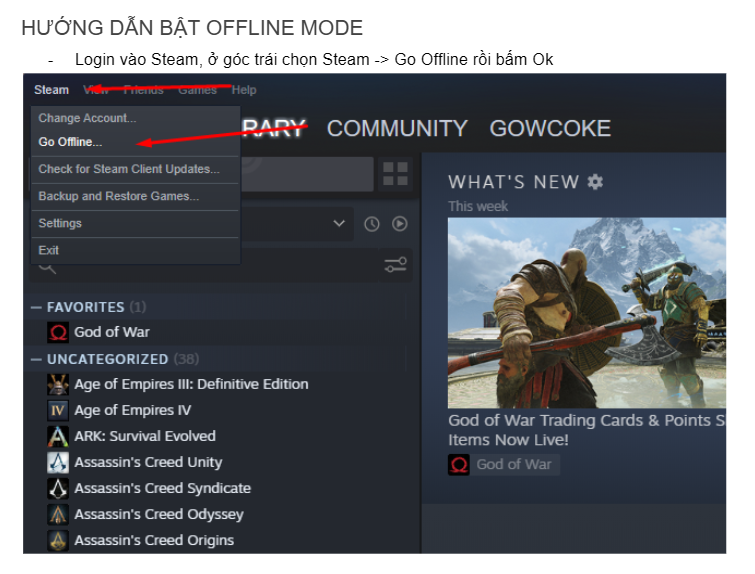 HƯỚNG DẪN BẬT OFFLINE MODE
- Login vào Steam, ở góc trái chọn Steam -> Go Offline rồi bấm Ok
Steam View Friends Games Help
Change Account...
Go Offline...
Check for Steam Client Updates...
Backup and Restore Games...
Settings
Exit
COMMUNITY GOWCOKE
FAVORITES (1)
God of War
UNCATEGORIZED (38)
Age of Empires III: Definitive Edition
Age of Empires IV
ARK: Survival Evolved
Assassin's Creed Unity
Assassin's Creed Syndicate
Assassin's Creed Odyssey
Assassin's Creed Origins
WHAT'S NEW
This week
God of War Trading Cards & Points S
Items Now Live!
God of War